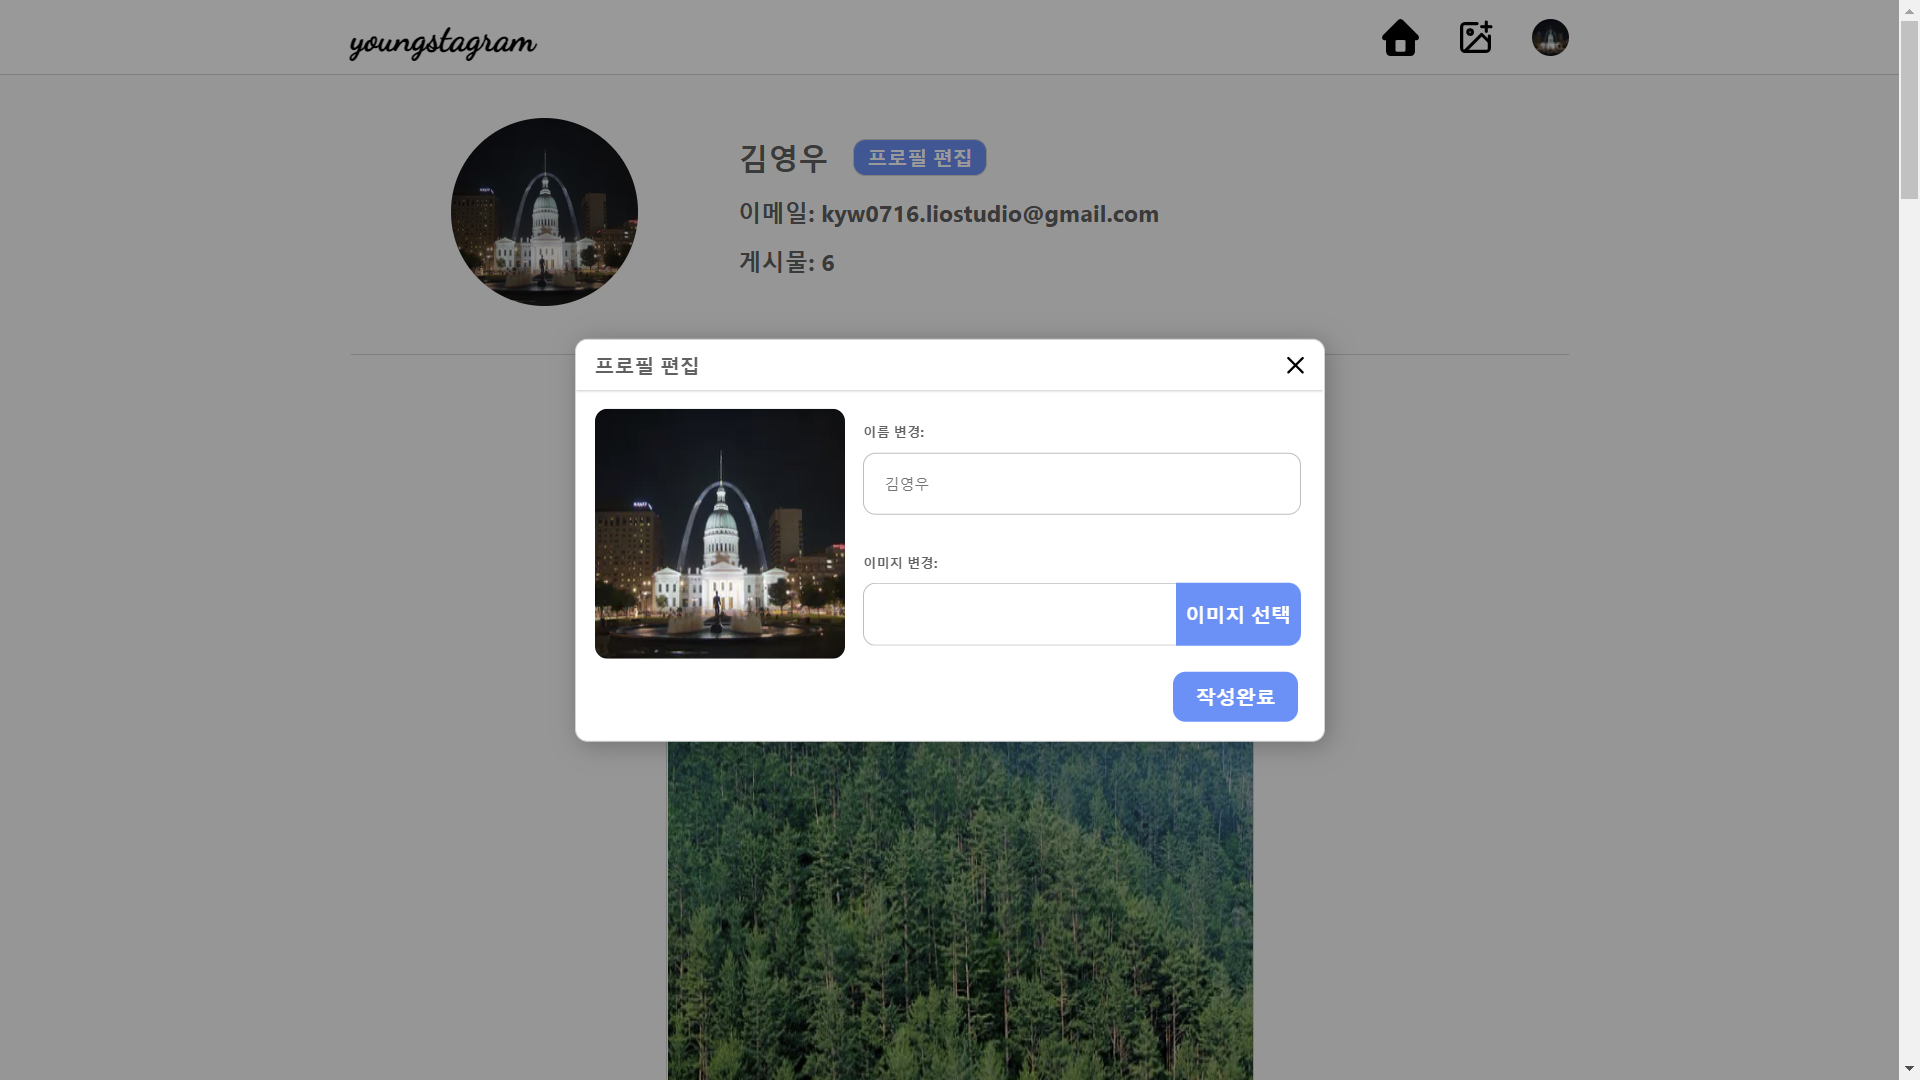 youngstagram
김영우 프로필 편집
이메일: kyw0716.liostudio@gmail.com
게시물: 6
프로필 편집
이름 변경:
김영우
이미지 변경:
이미지 선택
작성완료